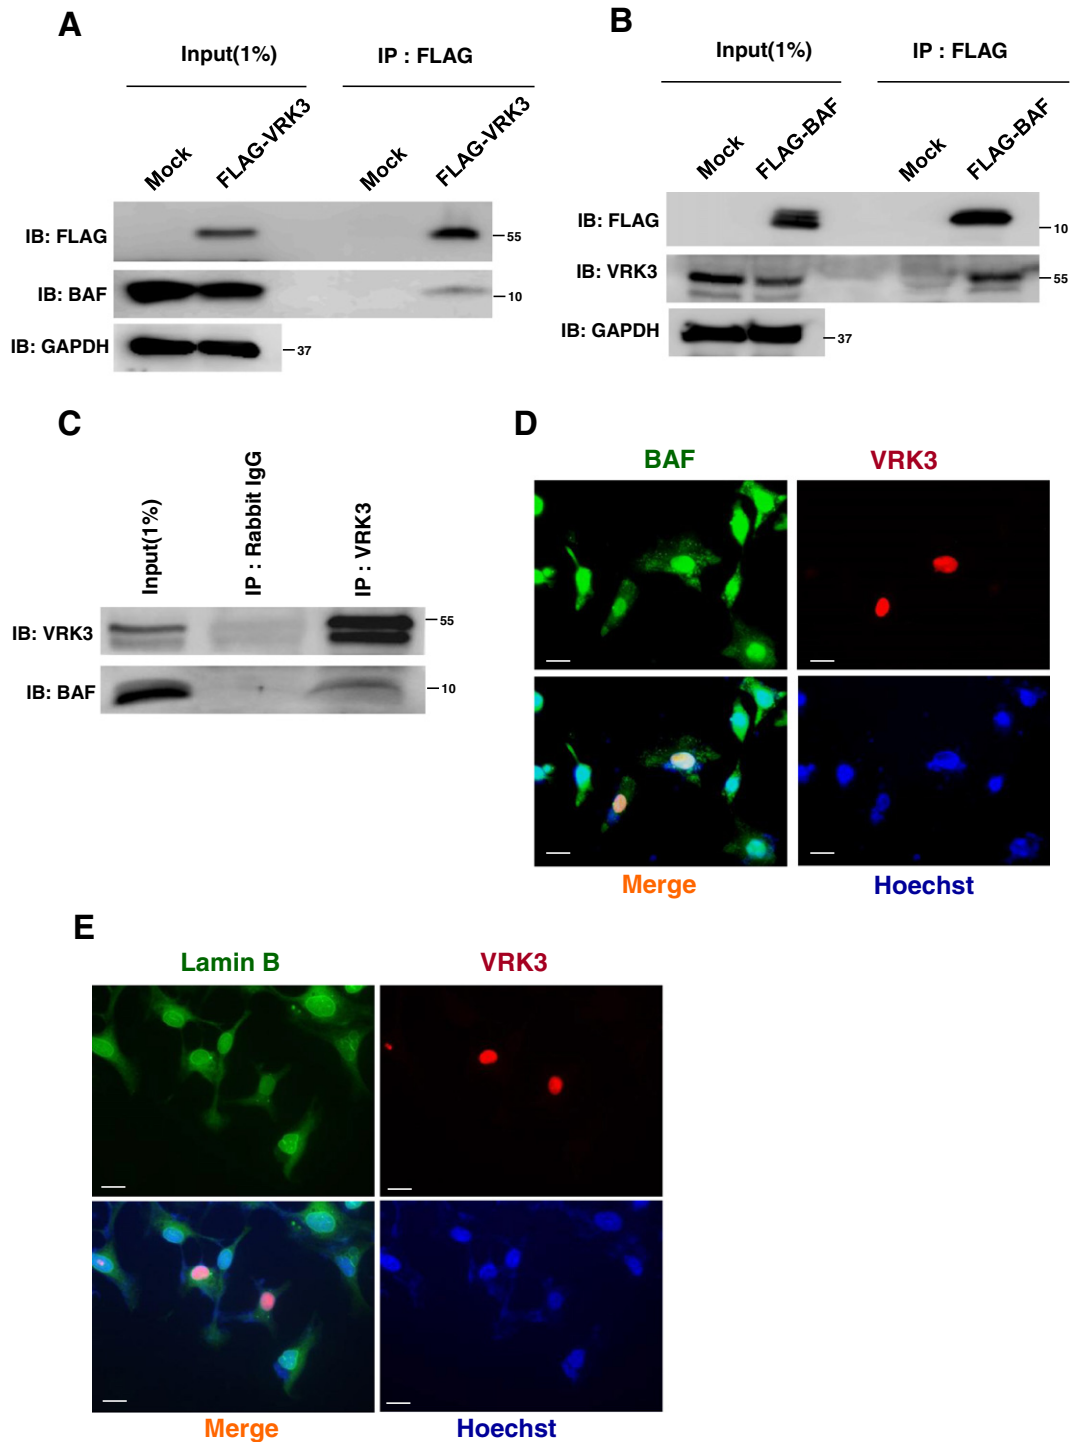 A
Input(1%) IP : FLAG
Mock FLAG-VRK3 Mock FLAG-VRK3
IB: FLAG 55
IB: BAF 10
IB: GAPDH 37
B
Input(1%) IP : FLAG
Mock FLAG-BAF Mock FLAG-BAF
IB: FLAG 10
IB: VRK3 55
IB: GAPDH 37
C
Input(1%) IP : Rabbit IgG IP : VRK3
IB: VRK3 55
IB: BAF 10
D
BAF VRK3
Merge Hoechst
E
Lamin B VRK3
Merge Hoechst